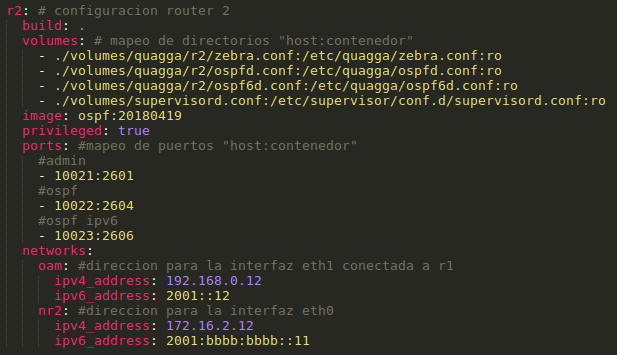 r2: # configuracion router 2
build: .
volumes: # mapeo de directorios "host:contenedor"
- ./volumes/quagga/r2/zebra.conf:/etc/quagga/zebra.conf:ro
- ./volumes/quagga/r2/ospfd.conf:/etc/quagga/ospfd.conf:ro
- ./volumes/quagga/r2/ospf6d.conf:/etc/quagga/ospf6d.conf:ro
- ./volumes/supervisord.conf:/etc/supervisor/conf.d/supervisord.conf:ro
image: ospf:20180419
privileged: true
ports: #mapeo de puertos "host:contenedor"
#admin
- 10021:2601
#ospf
- 10022:2604
#ospf ipv6
- 10023:2606
networks:
oam: #direccion para la interfaz eth1 conectada a r1
ipv4_address: 192.168.0.12
ipv6_address: 2001::12
nr2: #direccion para la interfaz eth0
ipv4_address: 172.16.2.12
ipv6_address: 2001:bbbb:bbbb::11